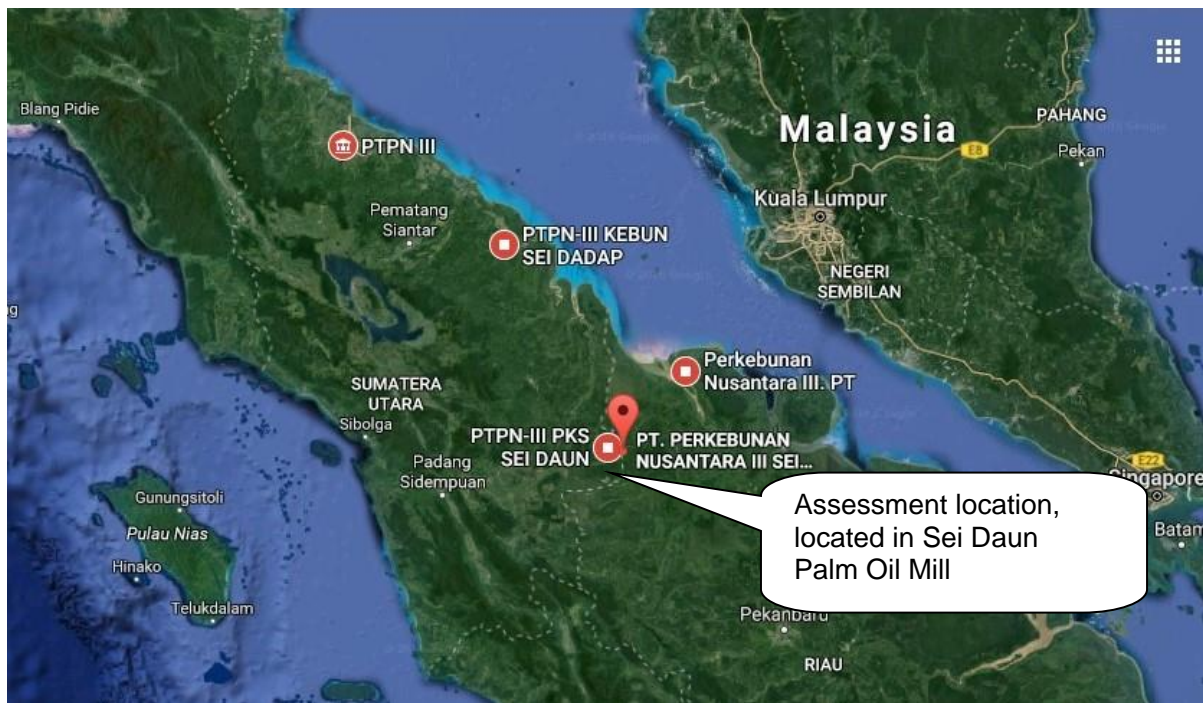 Blang Pidie
PTPN III
Malaysia
PAHANG
E8
Pekan
Kuala Lumpur
Pematang
Siantar
PTPN-III KEBUN
SEI DADAP
NEGERI
SEMBILAN
Perkebunan
Nusantara III. PT
SUMATERA
UTARA
Sibolga
PTPN-III PKS
SEI DAUN
PT. PERKEBUNAN
NUSANTARA III SEI...
Padang
Sidempuan
E22
Singapore
Gunungsitoli
Pulau Nias
Hinako
Telukdalam
Assessment location,
located in Sei Daun
Palm Oil Mill
Batam
Pekanbaru
RIAU